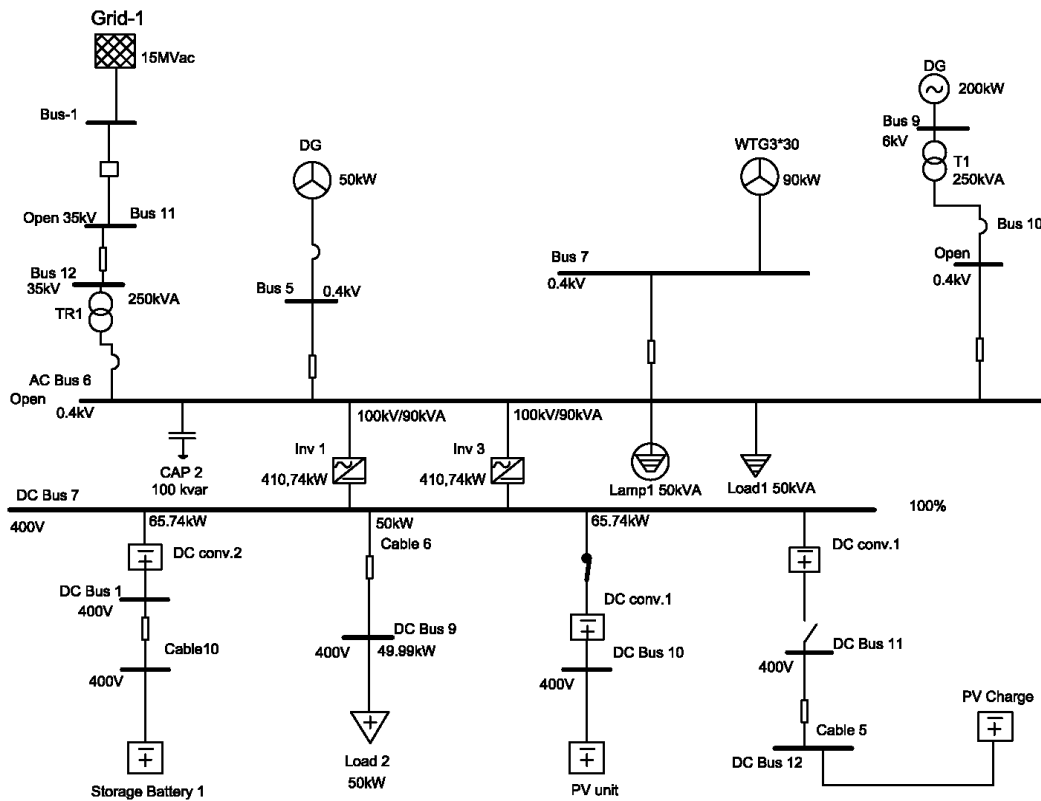 Grid-1
15MVac
Bus-1
Open 35kV
Bus 11
Bus 12
35kV
250kVA
TR1
AC Bus 6
Open
0.4kV
DG
50kW
Bus 5
0.4kV
WTG3*30
90kW
Bus 7
0.4kV
DG
200kW
Bus 9
6kV
T1
250kVA
Bus 10
Open
0.4kV
CAP 2
100 kvar
100kV/90kVA
Inv 1
410,74kW
100kV/90kVA
Inv 3
410,74kW
Lamp1 50kVA
Load1 50kVA
DC Bus 7
400V
100%
65.74kW
DC conv.2
DC Bus 1
400V
Cable10
400V
Storage Battery 1
50kW
Cable 6
DC Bus 9
400V
49.99kW
Load 2
50kW
65.74kW
DC conv.1
DC Bus 10
400V
PV unit
DC conv.1
DC Bus 11
400V
Cable 5
DC Bus 12
PV Charge